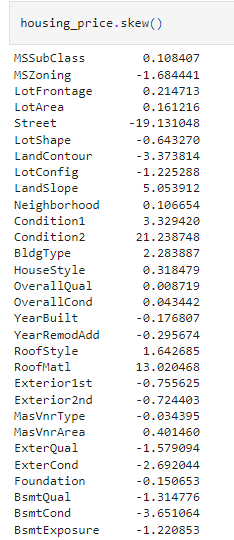 housing_price.skew()
MSSubClass 0.108407
MSZoning -1.684441
LotFrontage 0.214713
LotArea 0.161216
Street -19.131048
LotShape -0.643270
LandContour -3.373814
LotConfig -1.225288
LandSlope 5.053912
Neighborhood 0.106654
Condition1 3.329420
Condition2 21.238748
BldgType 2.283887
HouseStyle 0.318479
OverallQual 0.008719
OverallCond 0.043442
YearBuilt -0.176807
YearRemodAdd -0.295674
RoofStyle 1.642685
RoofMatl 13.020468
Exterior1st -0.755625
Exterior2nd -0.724403
MasVnrType -0.034395
MasVnrArea 0.401460
ExterQual -1.579094
ExterCond -2.692044
Foundation -0.150653
BsmtQual -1.314776
BsmtCond -3.651064
BsmtExposure -1.220853